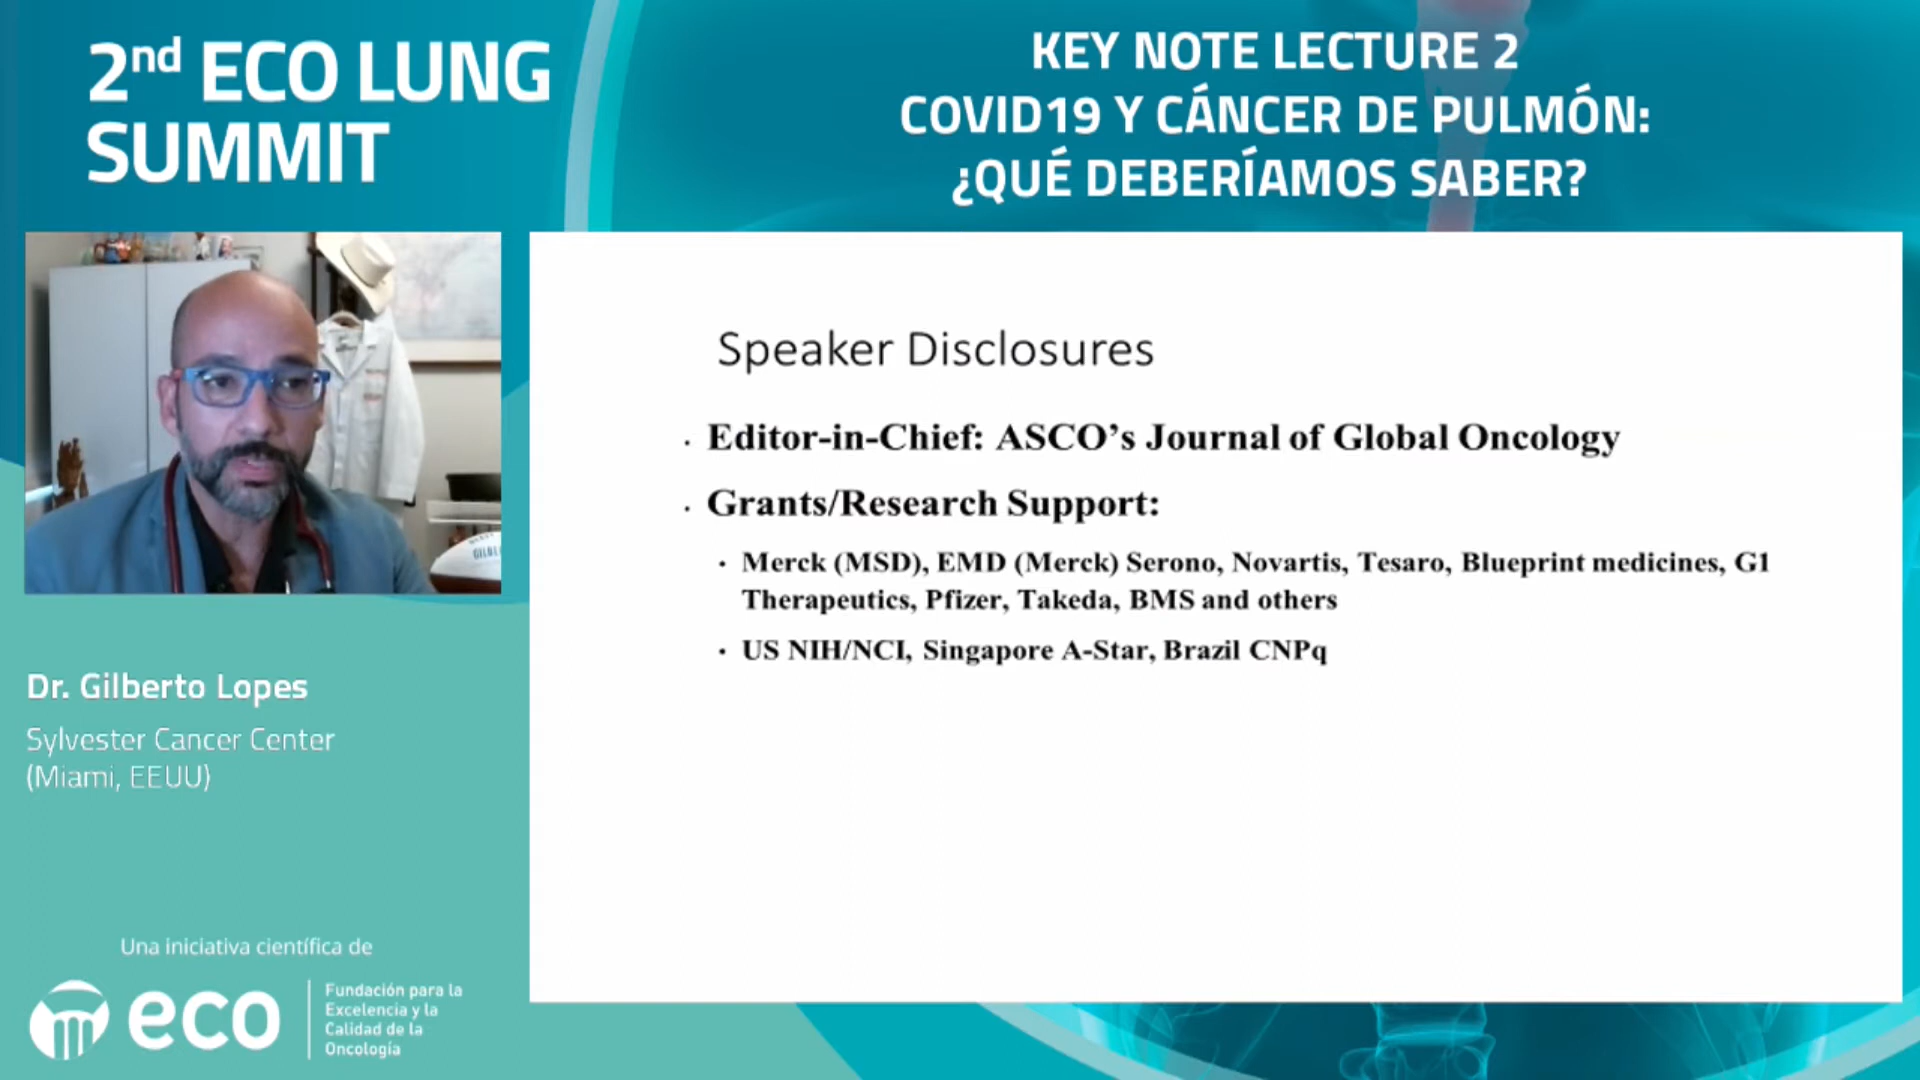 2nd ECO LUNG
SUMMIT
KEY NOTE LECTURE 2
COVID19 Y CÁNCER DE PULMÓN:
¿QUÉ DEBERÍAMOS SABER?
Speaker Disclosures
· Editor-in-Chief: ASCO’s Journal of Global Oncology
· Grants/Research Support:
• Merck (MSD), EMD (Merck) Serono, Novartis, Tesaro, Blueprint medicines, G1
Therapeutics, Pfizer, Takeda, BMS and others
• US NIH/NCI, Singapore A-Star, Brazil CNPq
Dr. Gilberto Lopes
Sylvester Cancer Center
(Miami, EEUU)
Una iniciativa científica de
eco
Fundación para la
Excelencia y la
Calidad de la
Oncología